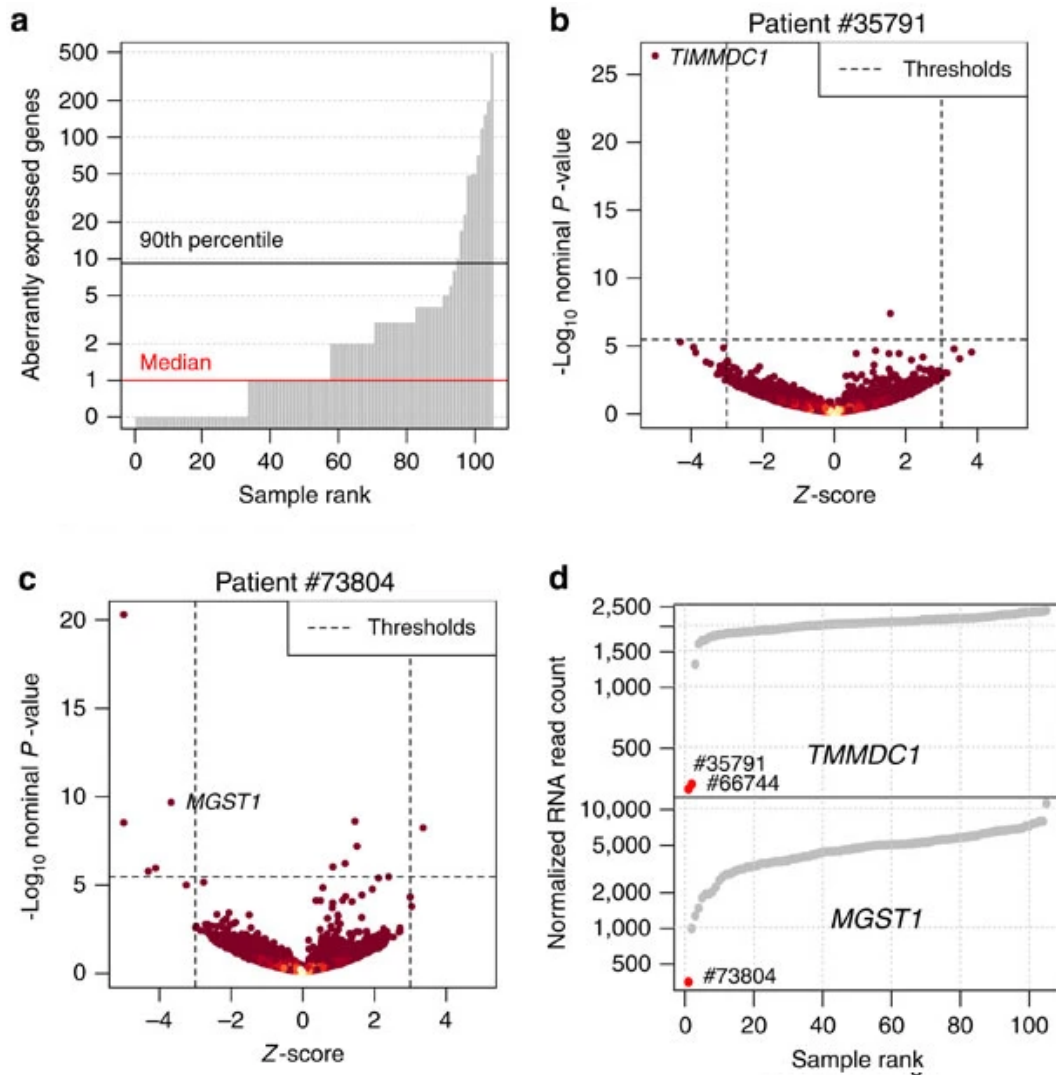 a
500
200
100
50
20
10
5
2
1
0
Aberrantly expressed genes
90th percentile
Median
0 20 40 60 80 100
Sample rank
b
Patient #35791
TIMMDC1
Thresholds
25
20
15
10
5
0
-Log10 nominal P -value
−4 −2 0 2 4
Z-score
c
Patient #73804
Thresholds
MGST1
20
15
10
5
0
-Log10 nominal P -value
−4 −2 0 2 4
Z-score
d
2,500
1,500
1,000
500
#35791
#66744
TMMDC1
10,000
5,000
2,000
1,000
500
MGST1
#73804
Normalized RNA read count
0 20 40 60 80 100
Sample rank